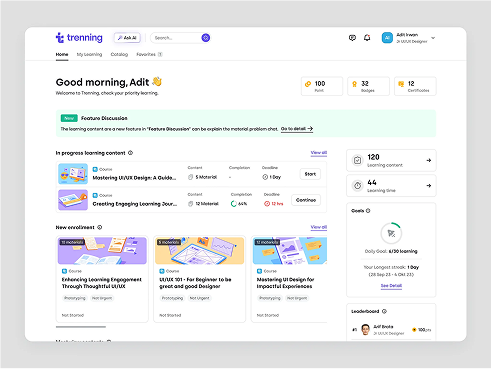 trenning
Ask AI
Search...
Adit Irwan
Jr UI/UX Designer
Home
My Learning
Catalog
Favorites
Good morning, Adit 👋
Welcome to Trenning, check your priority learning.
100
Point
32
Badges
12
Certificates
New
Feature Discussion
The learning content are a new feature in "Feature Discussion" can be explain the material problem chat.
Go to detail →
In progress learning content
View all
Course
Mastering UI/UX Design: A Guide...
Content
5 Material
Completion
-
Deadline
1 Day
Start
Course
Creating Engaging Learning Jour...
Content
12 Material
Completion
64%
Deadline
12 hrs
Continue
120
Learning content
44
Learning time
Goals
Daily Goal: 6/30 learning
Your Longest streak: 1 Day
(28 Sep 23 - 4 Okt 23)
See Detail
New enrollment
View all
12 materials
Course
Enhancing Learning Engagement
Through Thoughtful UI/UX
Prototyping
Not Urgent
Not Started
5 materials
Course
UI/UX 101 - For Beginner to be
great and good Designer
Prototyping
Not Urgent
Not Started
12 materials
Course
Mastering UI Design for
Impactful Experiences
Prototyping
Not Urgent
Not Started
Leaderboard
#1
Arif Brata
Jr UI/UX Designer
100pts